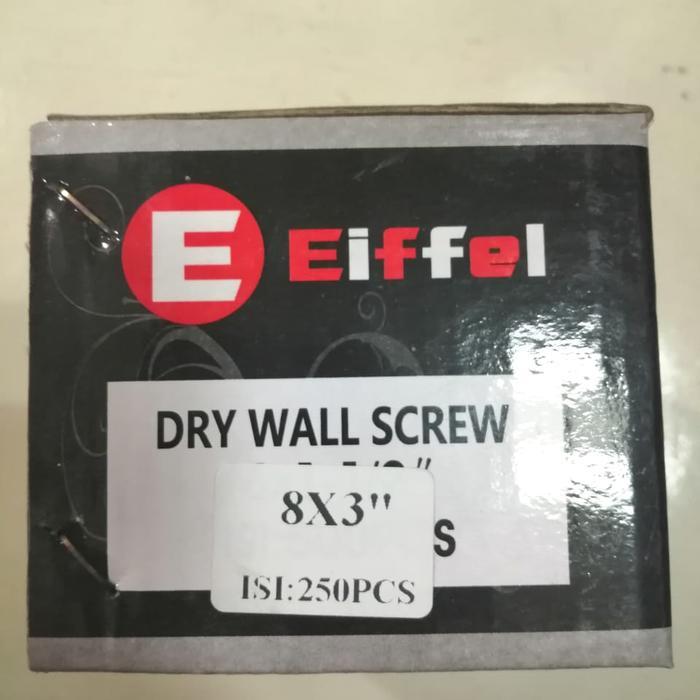 E Eiffel
DRY WALL SCREW
8X3"
ISI:250PCS